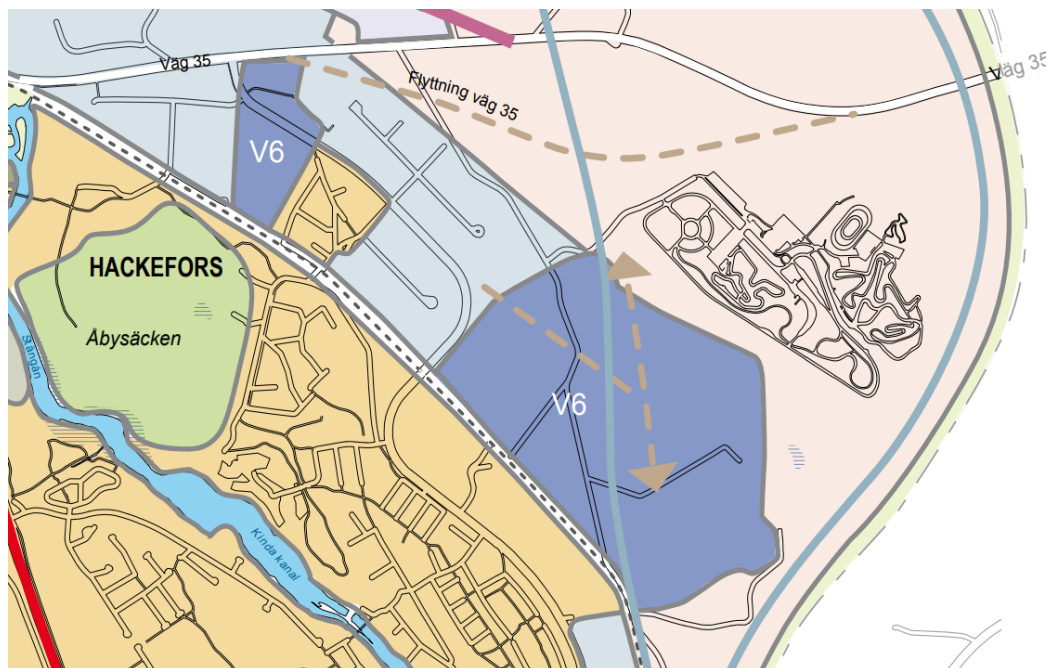 Väg 35
Väg 35
Flyttning väg 35
V6
HACKEFORS
Åbysäcken
Stångån
V6
Kinda kanal